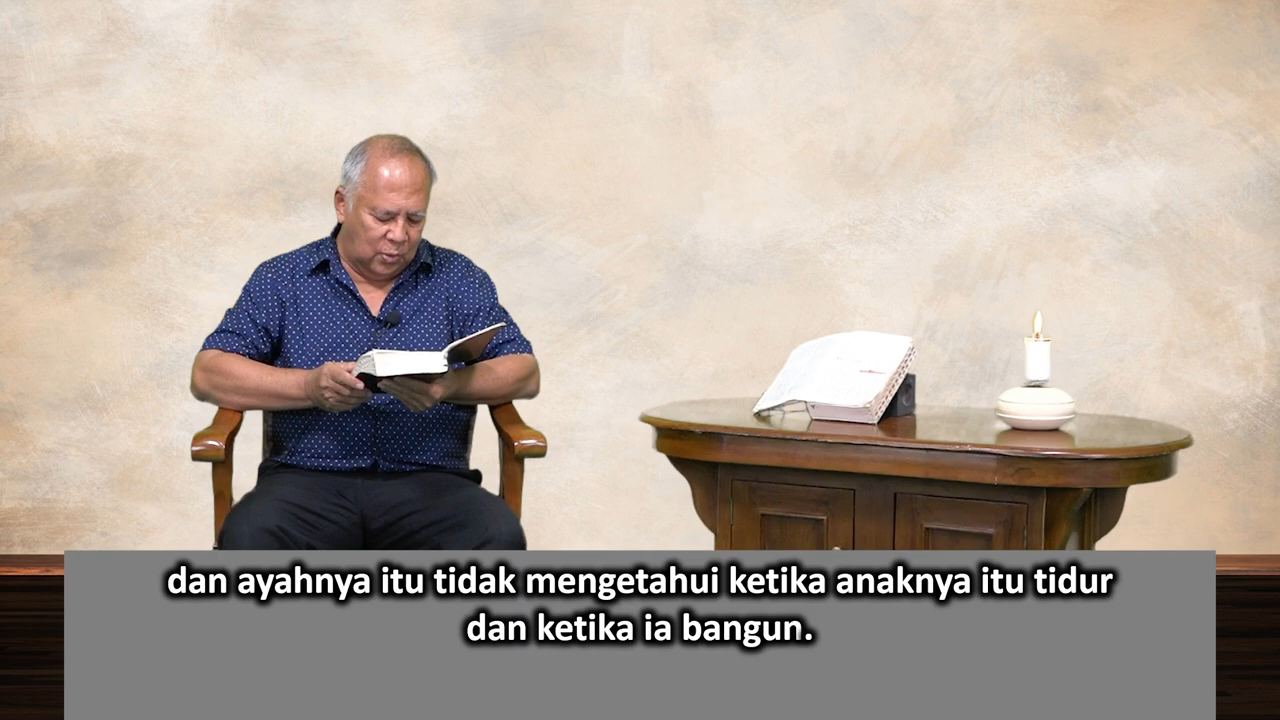 dan ayahnya itu tidak mengetahui ketika anaknya itu tidur
dan ketika ia bangun.